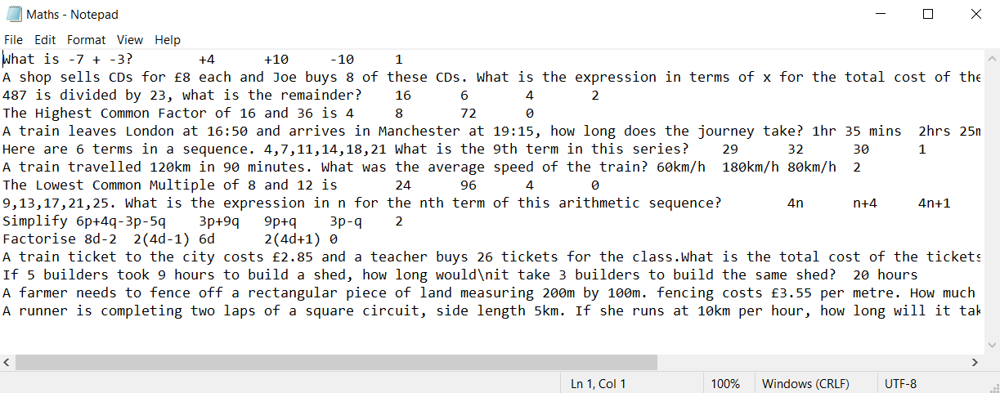 Maths - Notepad
File Edit Format View Help
What is -7 + -3? +4 +10 -10 1
A shop sells CDs for £8 each and Joe buys 8 of these CDs. What is the expression in terms of x for the total cost of the
487 is divided by 23, what is the remainder? 16 6 4 2
The Highest Common Factor of 16 and 36 is 4 8 72 0
A train leaves London at 16:50 and arrives in Manchester at 19:15, how long does the journey take? 1hr 35 mins 2hrs 25m
Here are 6 terms in a sequence. 4,7,11,14,18,21 What is the 9th term in this series? 29 32 30 1
A train travelled 120km in 90 minutes. What was the average speed of the train? 60km/h 180km/h 80km/h 2
The Lowest Common Multiple of 8 and 12 is 24 96 4 0
9,13,17,21,25. What is the expression in n for the nth term of this arithmetic sequence? 4n n+4 4n+1
Simplify 6p+4q-3p-5q 3p+9q 9p+q 3p-q 2
Factorise 8d-2 2(4d-1) 6d 2(4d+1) 0
A train ticket to the city costs £2.85 and a teacher buys 26 tickets for the class.What is the total cost of the tickets
If 5 builders took 9 hours to build a shed, how long would\nit take 3 builders to build the same shed? 20 hours
A farmer needs to fence off a rectangular piece of land measuring 200m by 100m. fencing costs £3.55 per metre. How much
A runner is completing two laps of a square circuit, side length 5km. If she runs at 10km per hour, how long will it tak
Ln 1, Col 1 100% Windows (CRLF) UTF-8